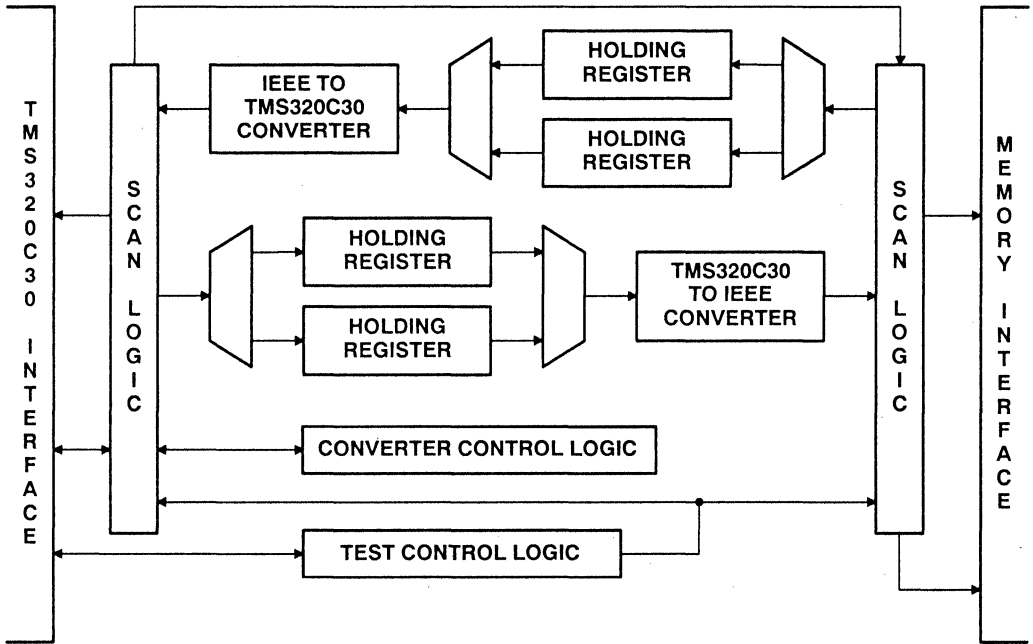 TMS320C30 INTERFACE
SCAN LOGIC
IEEE TO
TMS320C30
CONVERTER
HOLDING
REGISTER
HOLDING
REGISTER
HOLDING
REGISTER
HOLDING
REGISTER
TMS320C30
TO IEEE
CONVERTER
CONVERTER CONTROL LOGIC
TEST CONTROL LOGIC
SCAN LOGIC
MEMORY INTERFACE